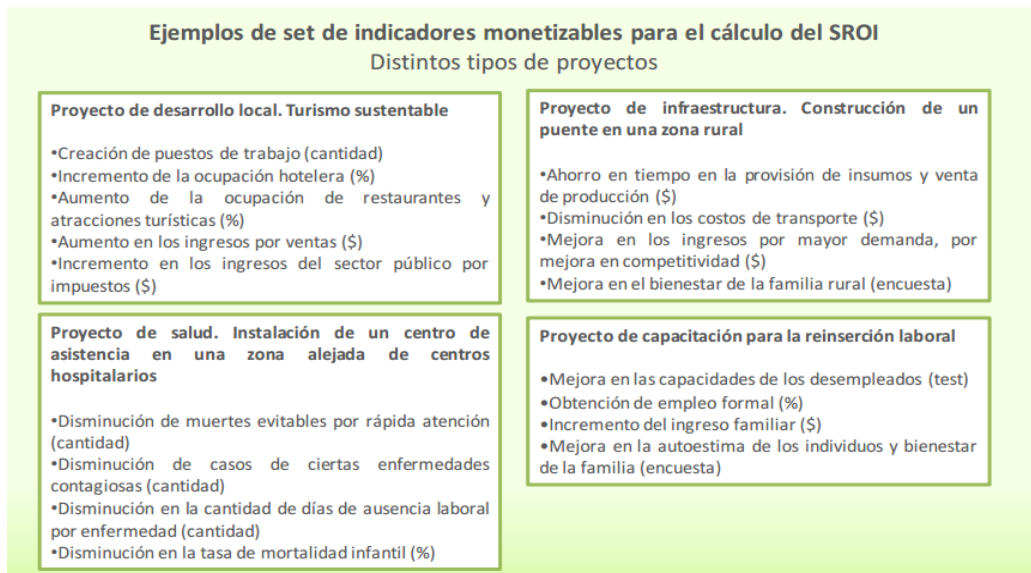 Ejemplos de set de indicadores monetizables para el cálculo del SROI
Distintos tipos de proyectos
Proyecto de desarrollo local. Turismo sustentable
•Creación de puestos de trabajo (cantidad)
•Incremento de la ocupación hotelera (%)
•Aumento de la ocupación de restaurantes y
atracciones turísticas (%)
•Aumento en los ingresos por ventas ($)
•Incremento en los ingresos del sector público por
impuestos ($)
Proyecto de infraestructura. Construcción de un
puente en una zona rural
•Ahorro en tiempo en la provisión de insumos y venta
de producción ($)
•Disminución en los costos de transporte ($)
•Mejora en los ingresos por mayor demanda, por
mejora en competitividad ($)
•Mejora en el bienestar de la familia rural (encuesta)
Proyecto de salud. Instalación de un centro de
asistencia en una zona alejada de centros
hospitalarios
•Disminución de muertes evitables por rápida atención
(cantidad)
•Disminución de casos de ciertas enfermedades
contagiosas (cantidad)
•Disminución en la cantidad de días de ausencia laboral
por enfermedad (cantidad)
•Disminución en la tasa de mortalidad infantil (%)
Proyecto de capacitación para la reinserción laboral
•Mejora en las capacidades de los desempleados (test)
•Obtención de empleo formal (%)
•Incremento del ingreso familiar ($)
•Mejora en la autoestima de los individuos y bienestar
de la familia (encuesta)